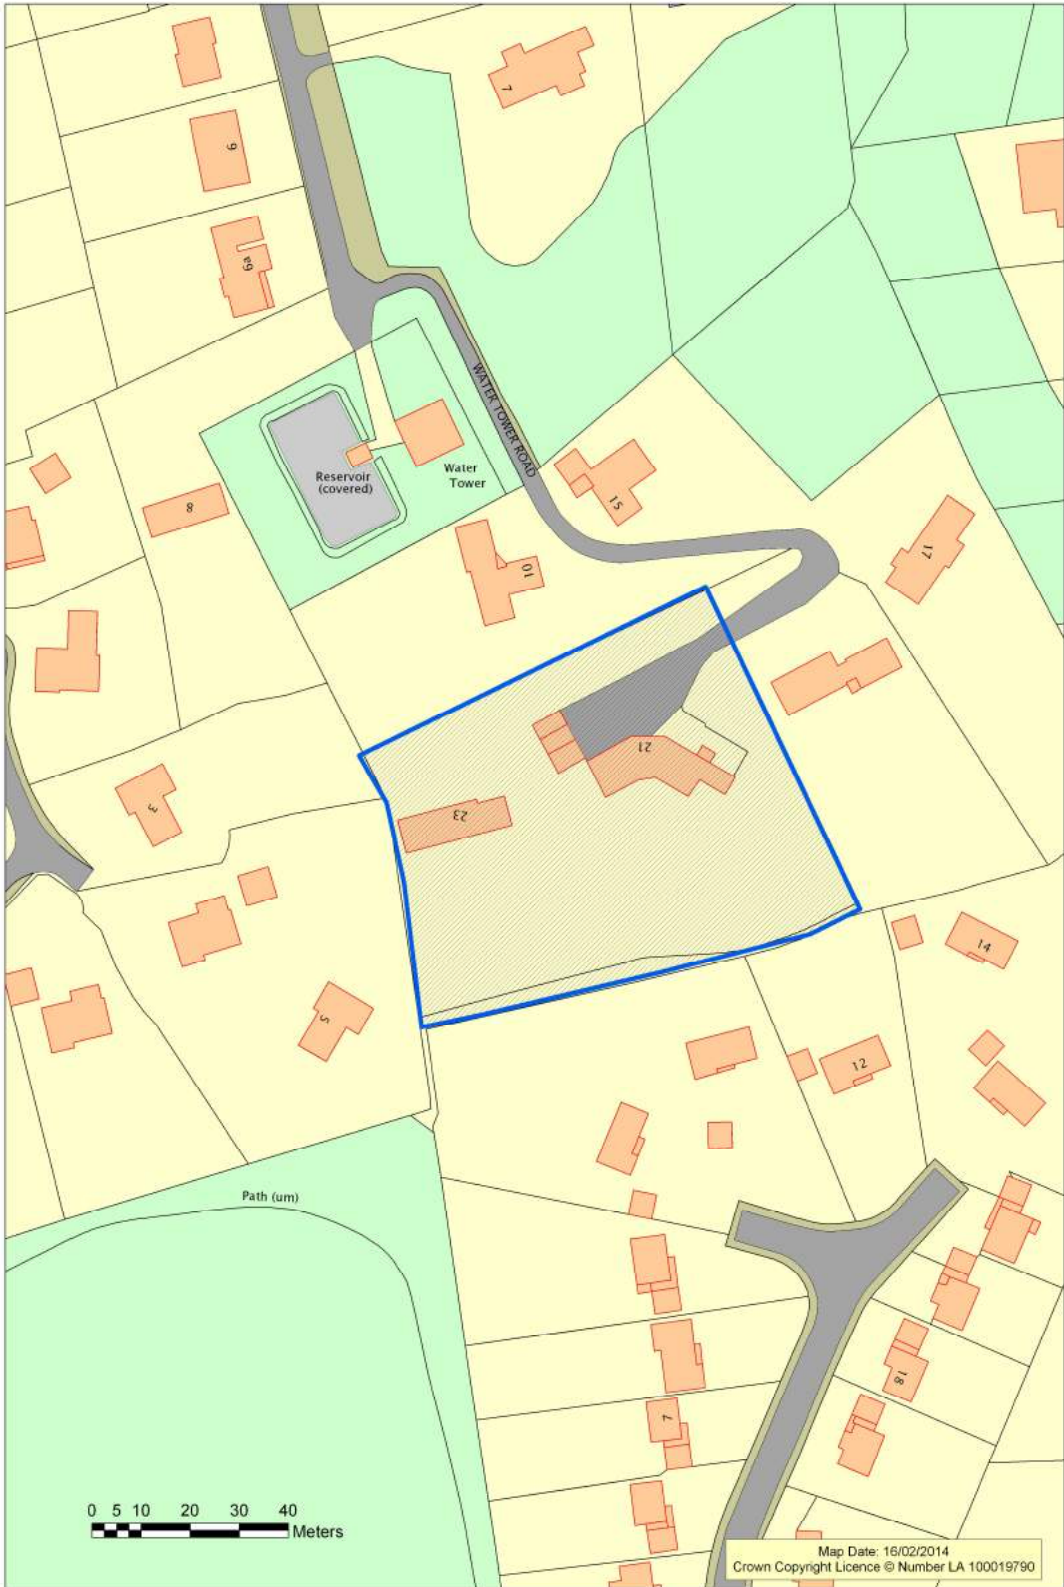 7
9
6a
WATER TOWER ROAD
Reservoir
(covered)
Water
Tower
8
15
10
17
21
23
3
14
5
12
Path (um)
18
7
0 5 10 20 30 40
Meters
Map Date: 16/02/2014
Crown Copyright Licence © Number LA 100019790